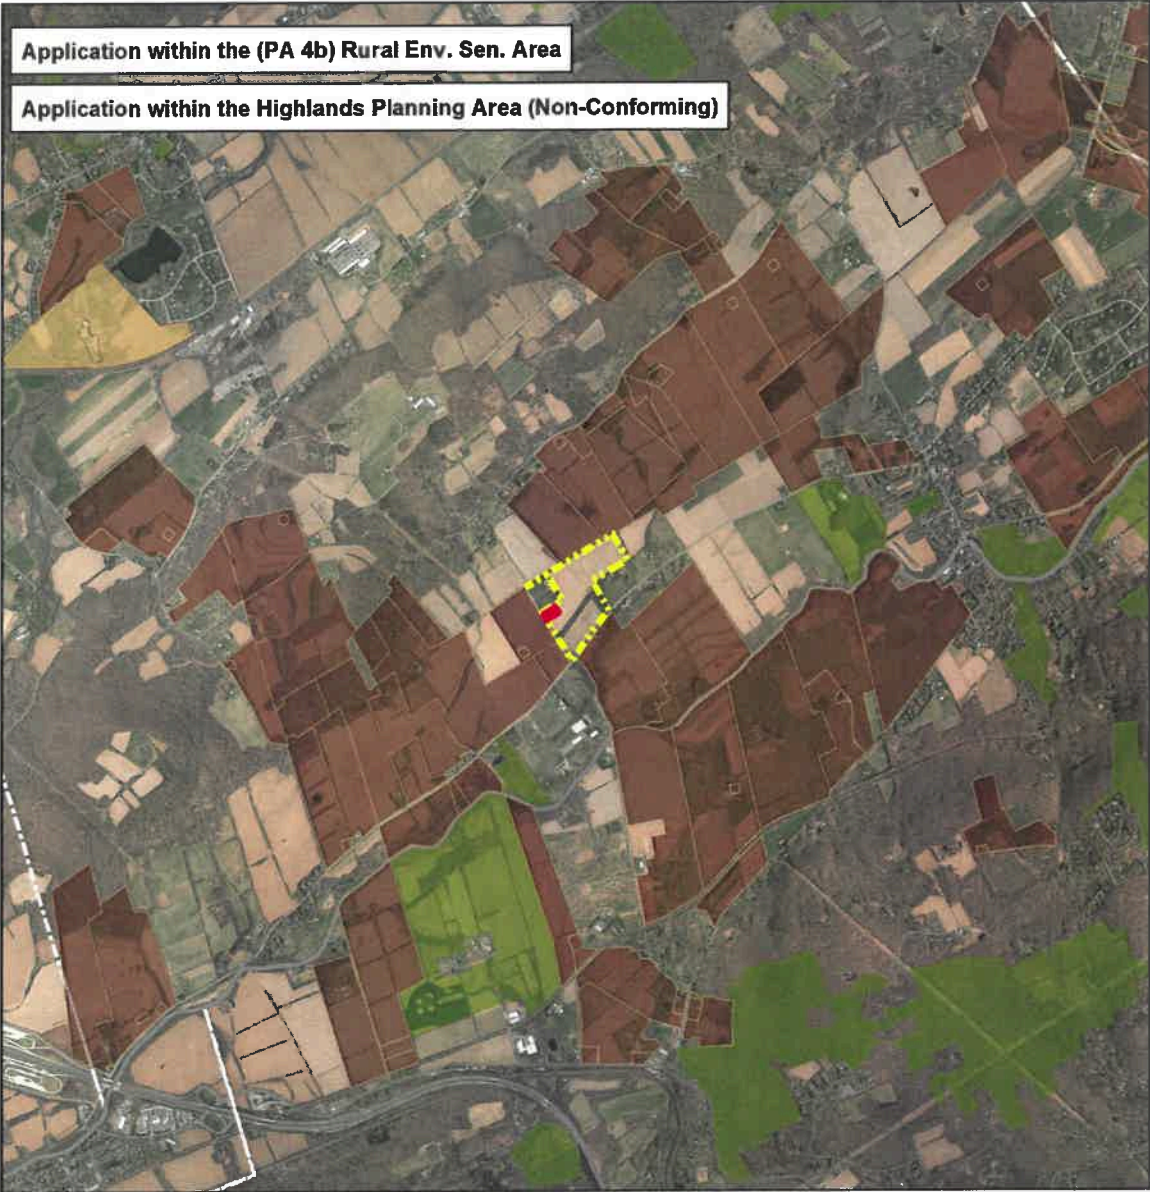 Application within the (PA 4b) Rural Env. Sen. Area
Application within the Highlands Planning Area (Non-Conforming)